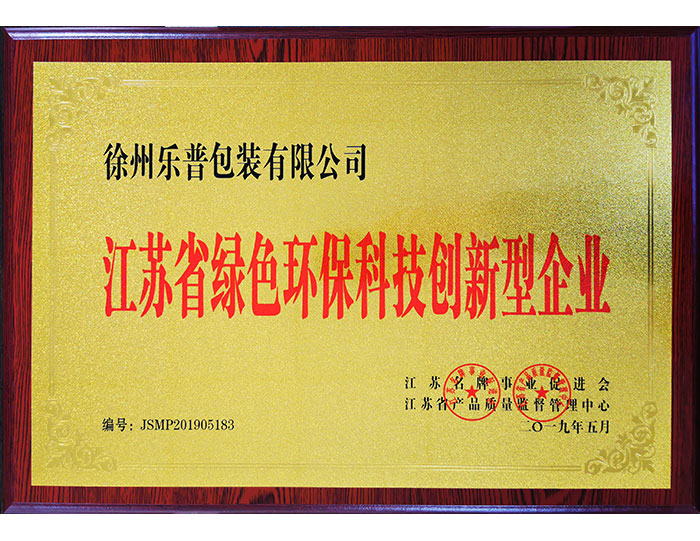 徐州乐普包装有限公司
江苏省绿色环保科技创新型企业
江苏名牌事业促进会
江苏省产品质量监督管理中心
编号：JSMP201905183
二〇一九年五月